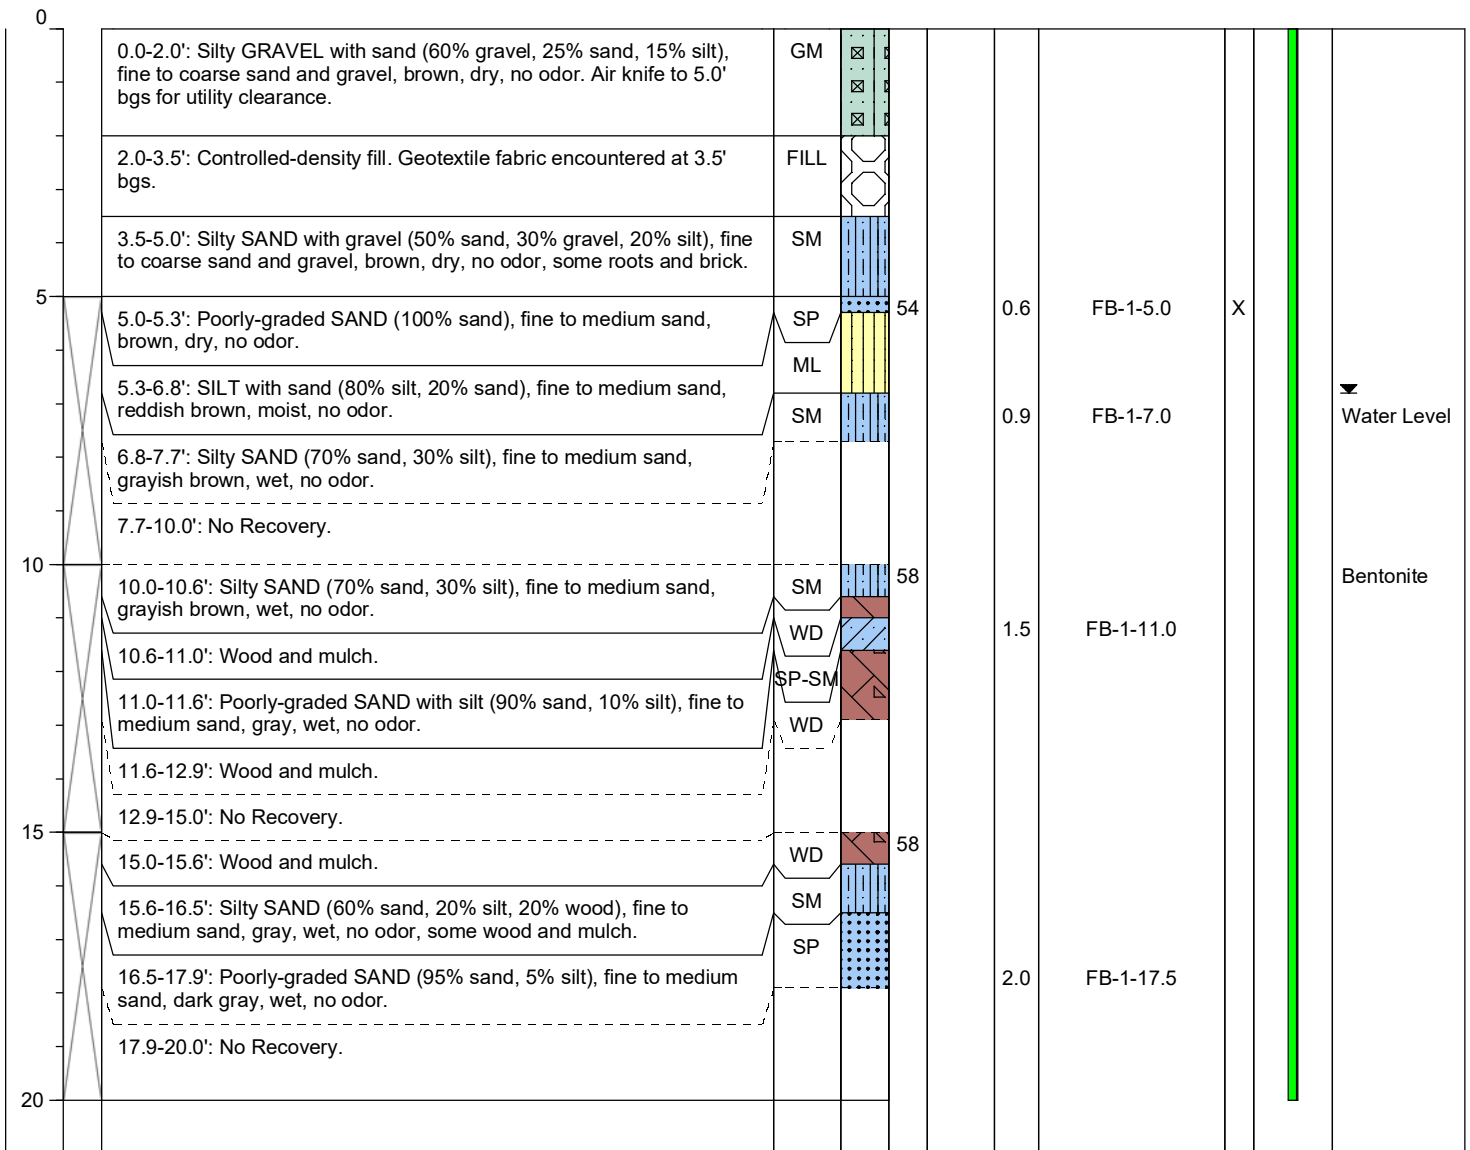 0
0.0-2.0': Silty GRAVEL with sand (60% gravel, 25% sand, 15% silt),
fine to coarse sand and gravel, brown, dry, no odor. Air knife to 5.0'
bgs for utility clearance.
GM
2.0-3.5': Controlled-density fill. Geotextile fabric encountered at 3.5'
bgs.
FILL
3.5-5.0': Silty SAND with gravel (50% sand, 30% gravel, 20% silt), fine
to coarse sand and gravel, brown, dry, no odor, some roots and brick.
SM
5
5.0-5.3': Poorly-graded SAND (100% sand), fine to medium sand,
brown, dry, no odor.
SP
54
0.6
FB-1-5.0
X
ML
5.3-6.8': SILT with sand (80% silt, 20% sand), fine to medium sand,
reddish brown, moist, no odor.
SM
0.9
FB-1-7.0
Water Level
6.8-7.7': Silty SAND (70% sand, 30% silt), fine to medium sand,
grayish brown, wet, no odor.
7.7-10.0': No Recovery.
10
10.0-10.6': Silty SAND (70% sand, 30% silt), fine to medium sand,
grayish brown, wet, no odor.
SM
58
Bentonite
WD
1.5
FB-1-11.0
10.6-11.0': Wood and mulch.
SP-SM
11.0-11.6': Poorly-graded SAND with silt (90% sand, 10% silt), fine to
medium sand, gray, wet, no odor.
WD
11.6-12.9': Wood and mulch.
12.9-15.0': No Recovery.
15
58
15.0-15.6': Wood and mulch.
WD
15.6-16.5': Silty SAND (60% sand, 20% silt, 20% wood), fine to
medium sand, gray, wet, no odor, some wood and mulch.
SM
SP
16.5-17.9': Poorly-graded SAND (95% sand, 5% silt), fine to medium
sand, dark gray, wet, no odor.
2.0
FB-1-17.5
17.9-20.0': No Recovery.
20